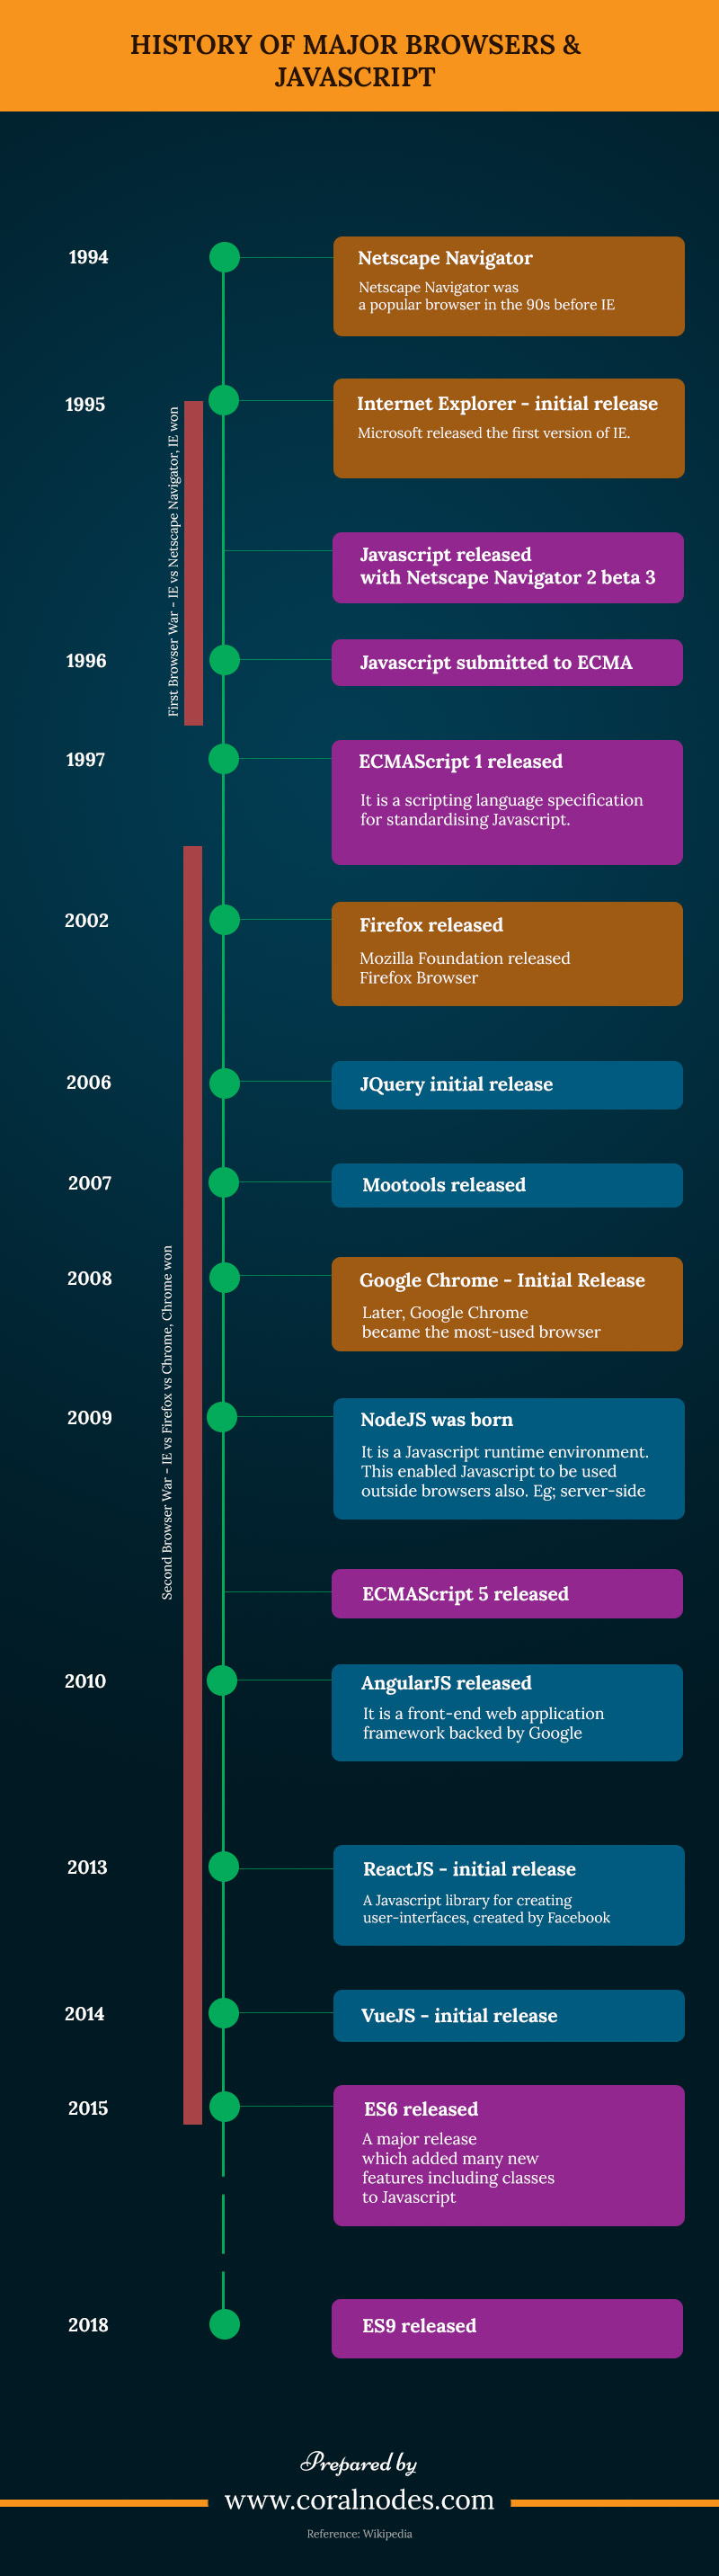 HISTORY OF MAJOR BROWSERS &
JAVASCRIPT
1994
Netscape Navigator
Netscape Navigator was
a popular browser in the 90s before IE
1995
Internet Explorer - initial release
Microsoft released the first version of IE.
First Browser War - IE vs Netscape Navigator, IE won
Javascript released
with Netscape Navigator 2 beta 3
1996
Javascript submitted to ECMA
1997
ECMAScript 1 released
It is a scripting language specification
for standardising Javascript.
2002
Firefox released
Mozilla Foundation released
Firefox Browser
2006
JQuery initial release
2007
Mootools released
Second Browser War - IE vs Firefox vs Chrome, Chrome won
2008
Google Chrome - Initial Release
Later, Google Chrome
became the most-used browser
2009
NodeJS was born
It is a Javascript runtime environment.
This enabled Javascript to be used
outside browsers also. Eg; server-side
ECMAScript 5 released
2010
AngularJS released
It is a front-end web application
framework backed by Google
2013
ReactJS - initial release
A Javascript library for creating
user-interfaces, created by Facebook
2014
VueJS - initial release
2015
ES6 released
A major release
which added many new
features including classes
to Javascript
2018
ES9 released
Prepared by
www.coralnodes.com
Reference: Wikipedia